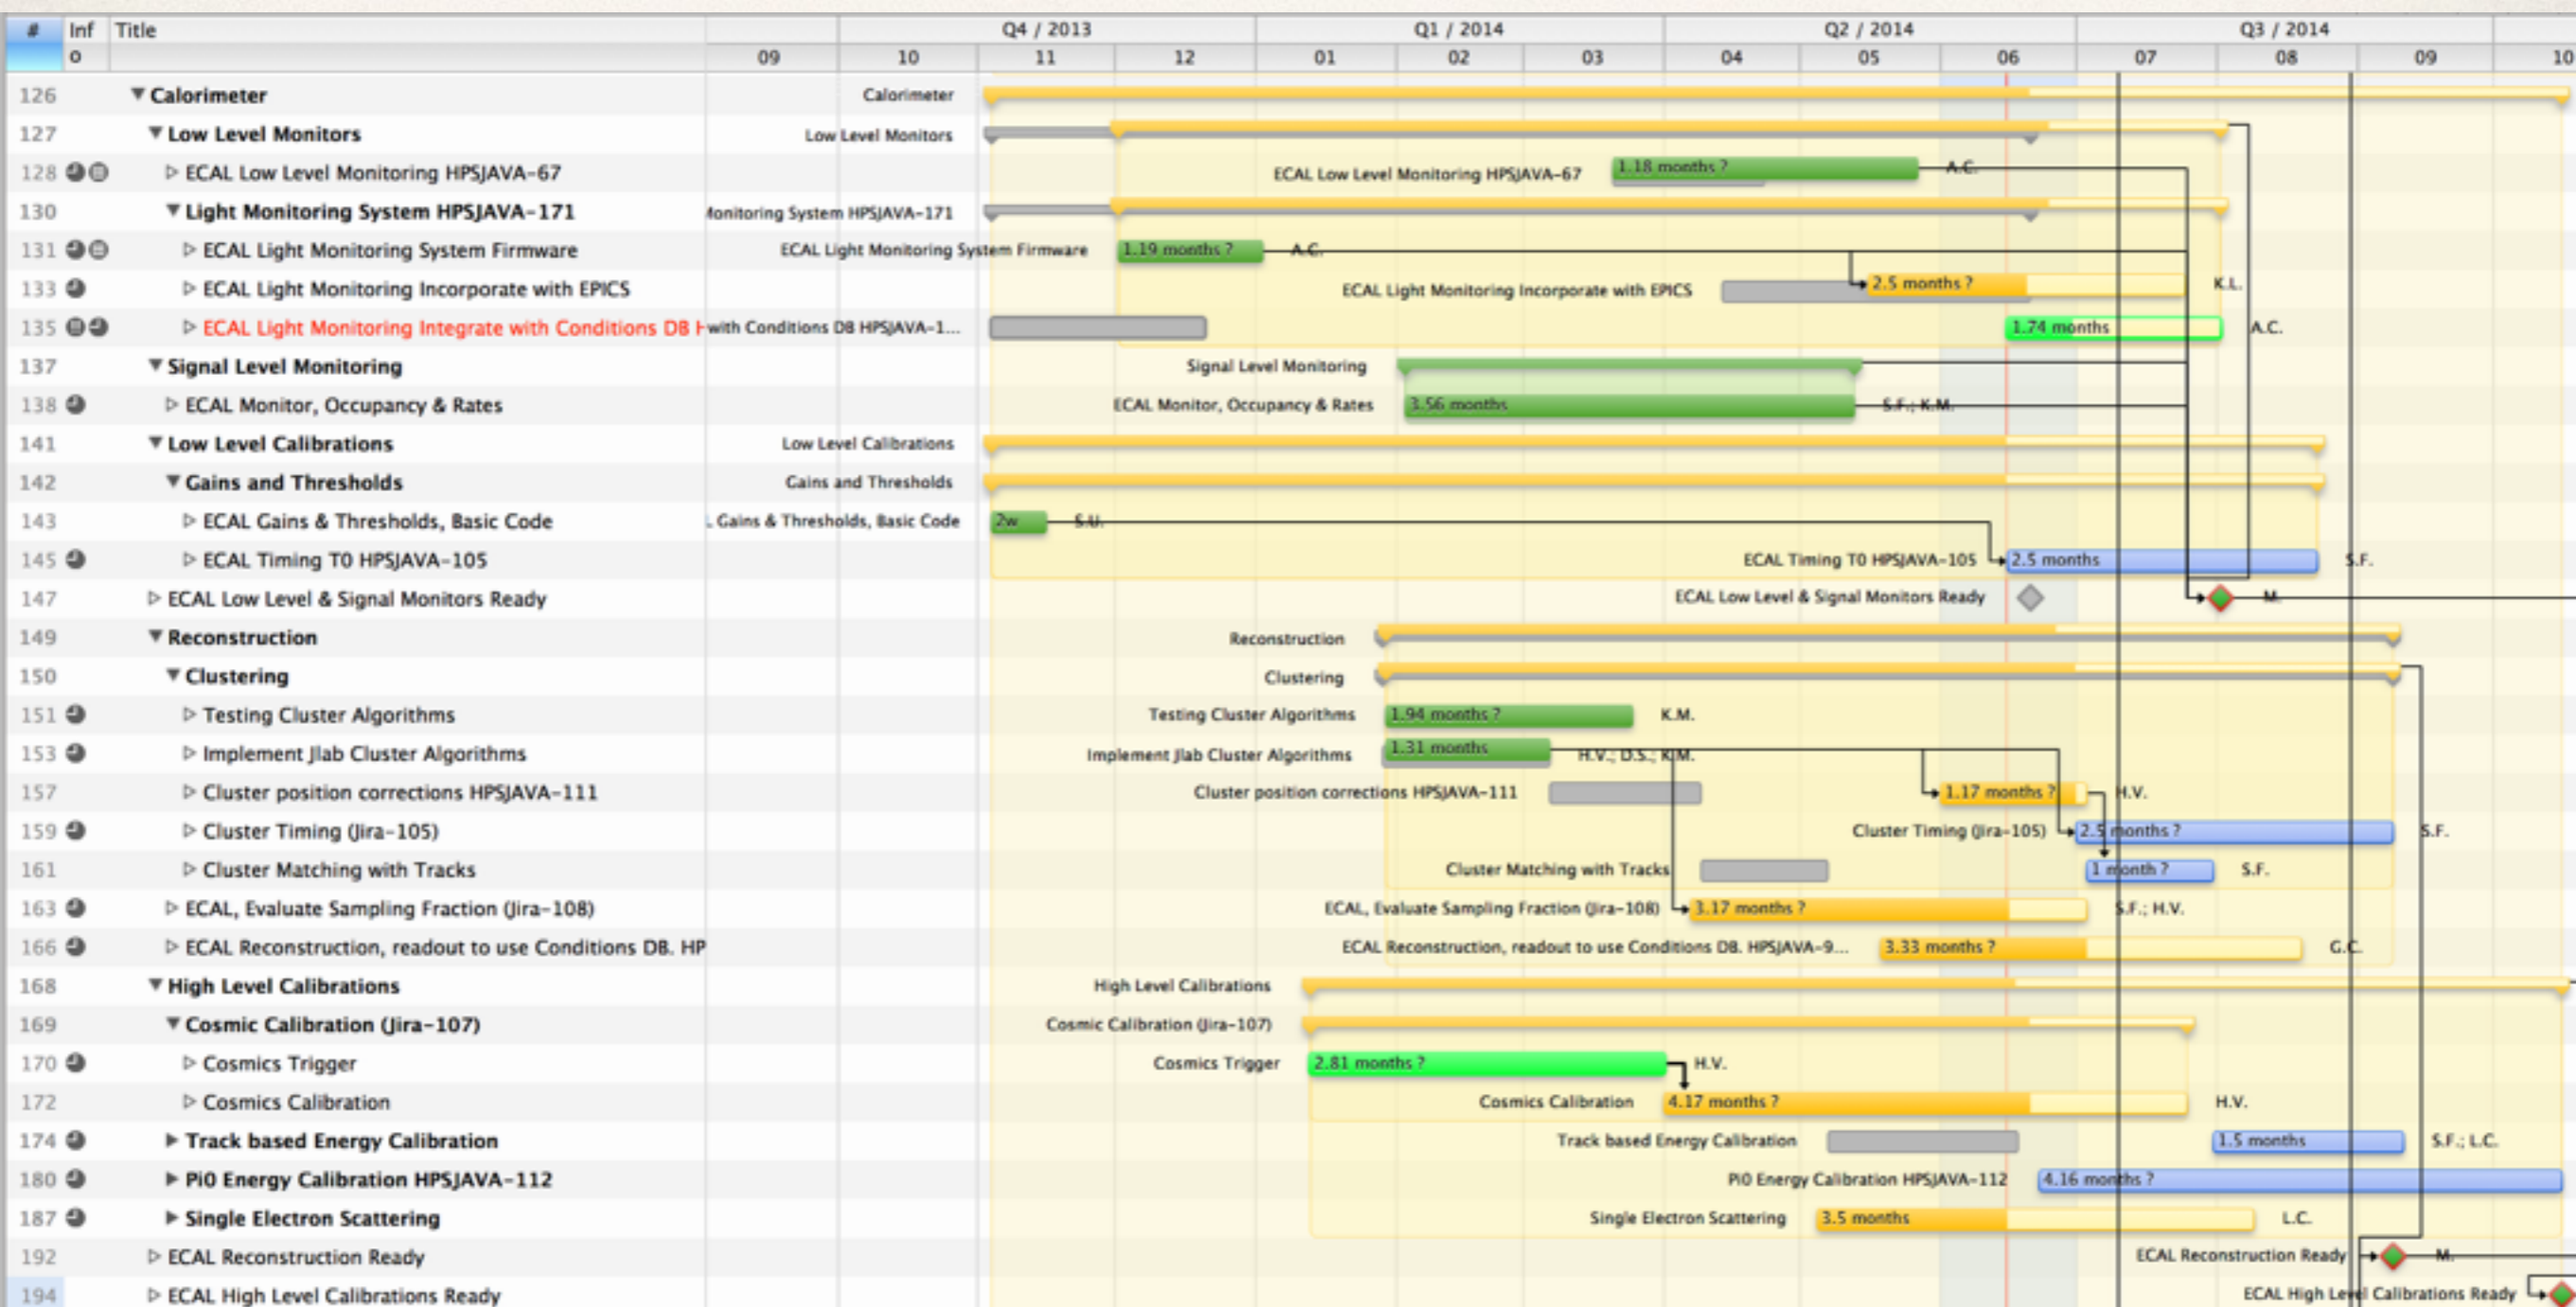 # Inf Title Q4 / 2013 Q1 / 2014 Q2 / 2014 Q3 / 2014
o 09 10 11 12 01 02 03 04 05 06 07 08 09 10
126 Calorimeter Calorimeter
127 Low Level Monitors Low Level Monitors
128 ECAL Low Level Monitoring HPSJAVA-67 ECAL Low Level Monitoring HPSJAVA-67 1.18 months ? A.C.
130 Light Monitoring System HPSJAVA-171 Monitoring System HPSJAVA-171
131 ECAL Light Monitoring System Firmware ECAL Light Monitoring System Firmware 1.19 months ? A.C.
133 ECAL Light Monitoring Incorporate with EPICS ECAL Light Monitoring Incorporate with EPICS 2.5 months ? K.L.
135 ECAL Light Monitoring Integrate with Conditions DB H with Conditions DB HPSJAVA-1... 1.74 months A.C.
137 Signal Level Monitoring Signal Level Monitoring
138 ECAL Monitor, Occupancy & Rates ECAL Monitor, Occupancy & Rates 3.56 months S.F.; K.M.
141 Low Level Calibrations Low Level Calibrations
142 Gains and Thresholds Gains and Thresholds
143 ECAL Gains & Thresholds, Basic Code L Gains & Thresholds, Basic Code 2w S.U.
145 ECAL Timing T0 HPSJAVA-105 ECAL Timing T0 HPSJAVA-105 2.5 months S.F.
147 ECAL Low Level & Signal Monitors Ready ECAL Low Level & Signal Monitors Ready M.
149 Reconstruction Reconstruction
150 Clustering Clustering
151 Testing Cluster Algorithms Testing Cluster Algorithms 1.94 months ? K.M.
153 Implement Jlab Cluster Algorithms Implement Jlab Cluster Algorithms 1.31 months H.V.; D.S.; K.M.
157 Cluster position corrections HPSJAVA-111 Cluster position corrections HPSJAVA-111 1.17 months ? H.V.
159 Cluster Timing (Jira-105) Cluster Timing (Jira-105) 2.5 months ? S.F.
161 Cluster Matching with Tracks Cluster Matching with Tracks 1 month ? S.F.
163 ECAL, Evaluate Sampling Fraction (Jira-108) ECAL, Evaluate Sampling Fraction (Jira-108) 3.17 months ? S.F.; H.V.
166 ECAL Reconstruction, readout to use Conditions DB. HP ECAL Reconstruction, readout to use Conditions DB. HPSJAVA-9... 3.33 months ? G.C.
168 High Level Calibrations High Level Calibrations
169 Cosmic Calibration (Jira-107) Cosmic Calibration (Jira-107)
170 Cosmics Trigger Cosmics Trigger 2.81 months ? H.V.
172 Cosmics Calibration Cosmics Calibration 4.17 months ? H.V.
174 Track based Energy Calibration Track based Energy Calibration 1.5 months S.F.; L.C.
180 Pi0 Energy Calibration HPSJAVA-112 Pi0 Energy Calibration HPSJAVA-112 4.16 months ?
187 Single Electron Scattering Single Electron Scattering 3.5 months L.C.
192 ECAL Reconstruction Ready ECAL Reconstruction Ready M.
194 ECAL High Level Calibrations Ready ECAL High Level Calibrations Ready